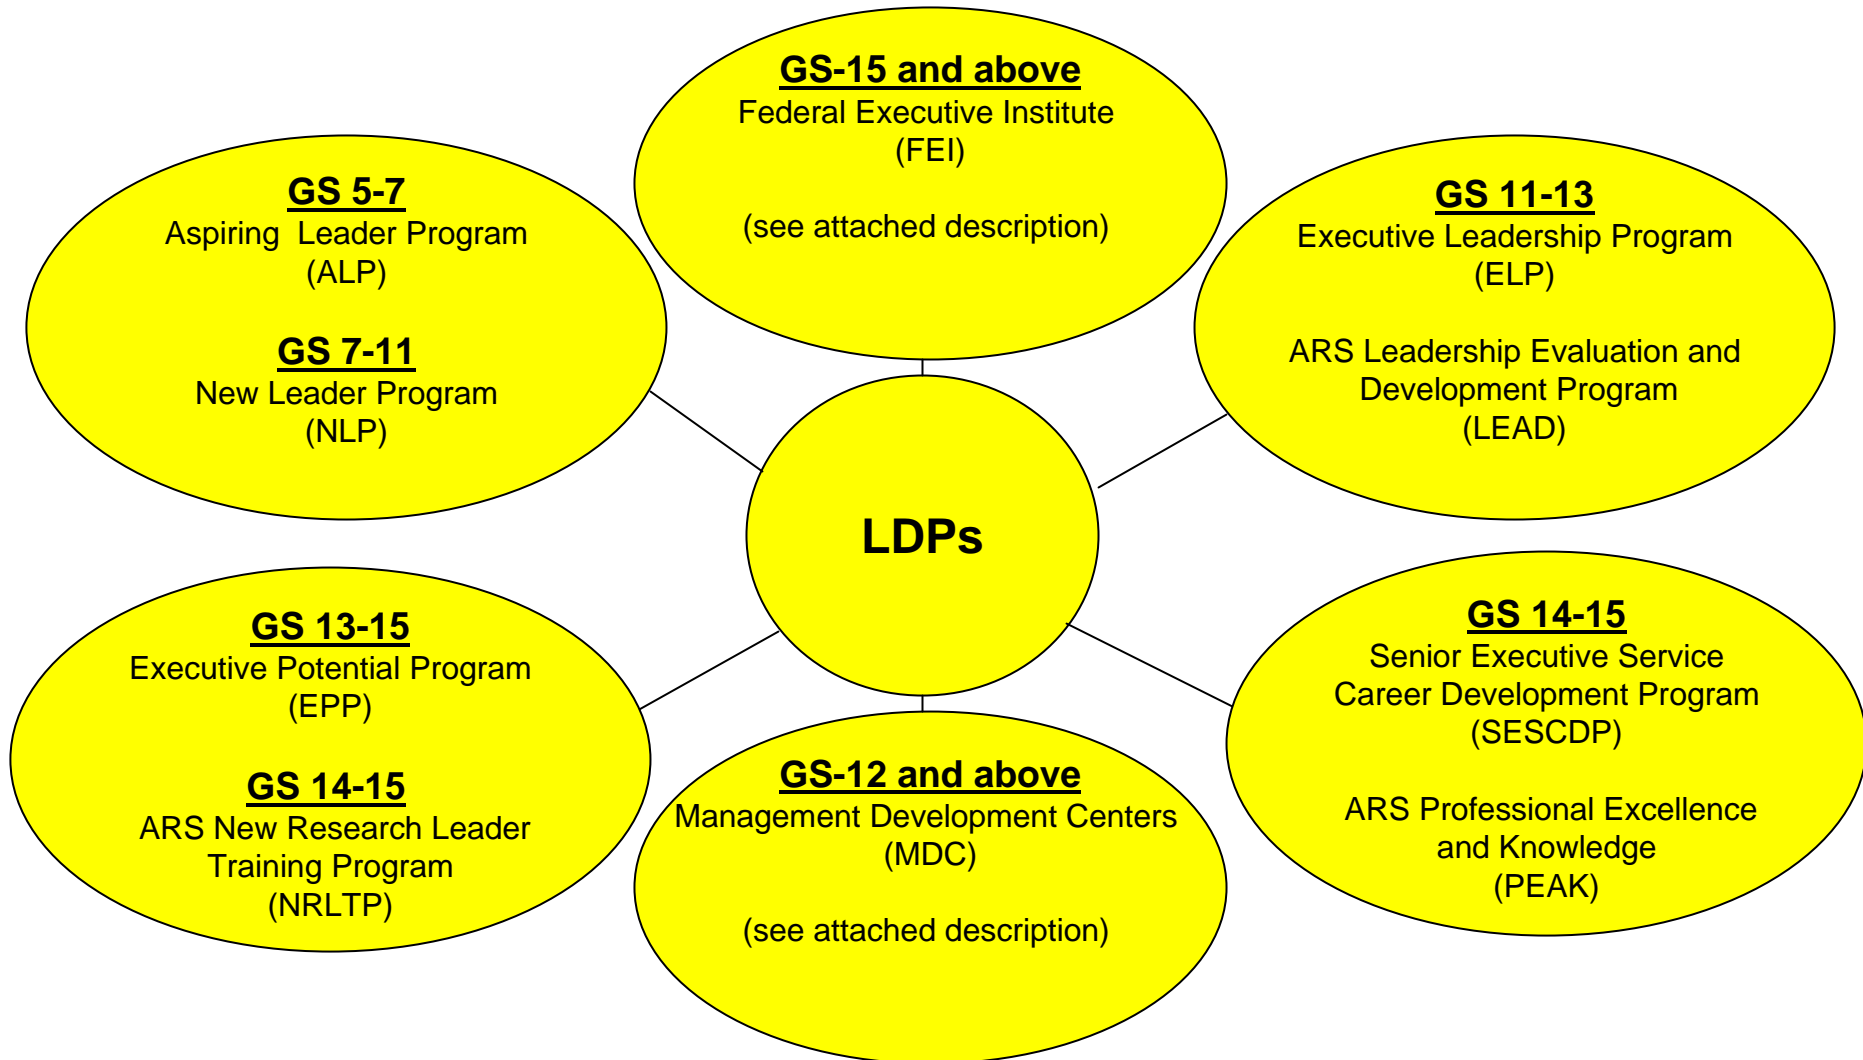 GS-15 and above
Federal Executive Institute
(FEI)
(see attached description)
GS 5-7
Aspiring  Leader Program
(ALP)
GS 7-11
New Leader Program
(NLP)
GS 11-13
Executive Leadership Program
(ELP)
ARS Leadership Evaluation and
Development Program
(LEAD)
LDPs
GS 13-15
Executive Potential Program
(EPP)
GS 14-15
ARS New Research Leader
Training Program
(NRLTP)
GS-12 and above
Management Development Centers
(MDC)
(see attached description)
GS 14-15
Senior Executive Service
Career Development Program
(SESCDP)
ARS Professional Excellence
and Knowledge
(PEAK)